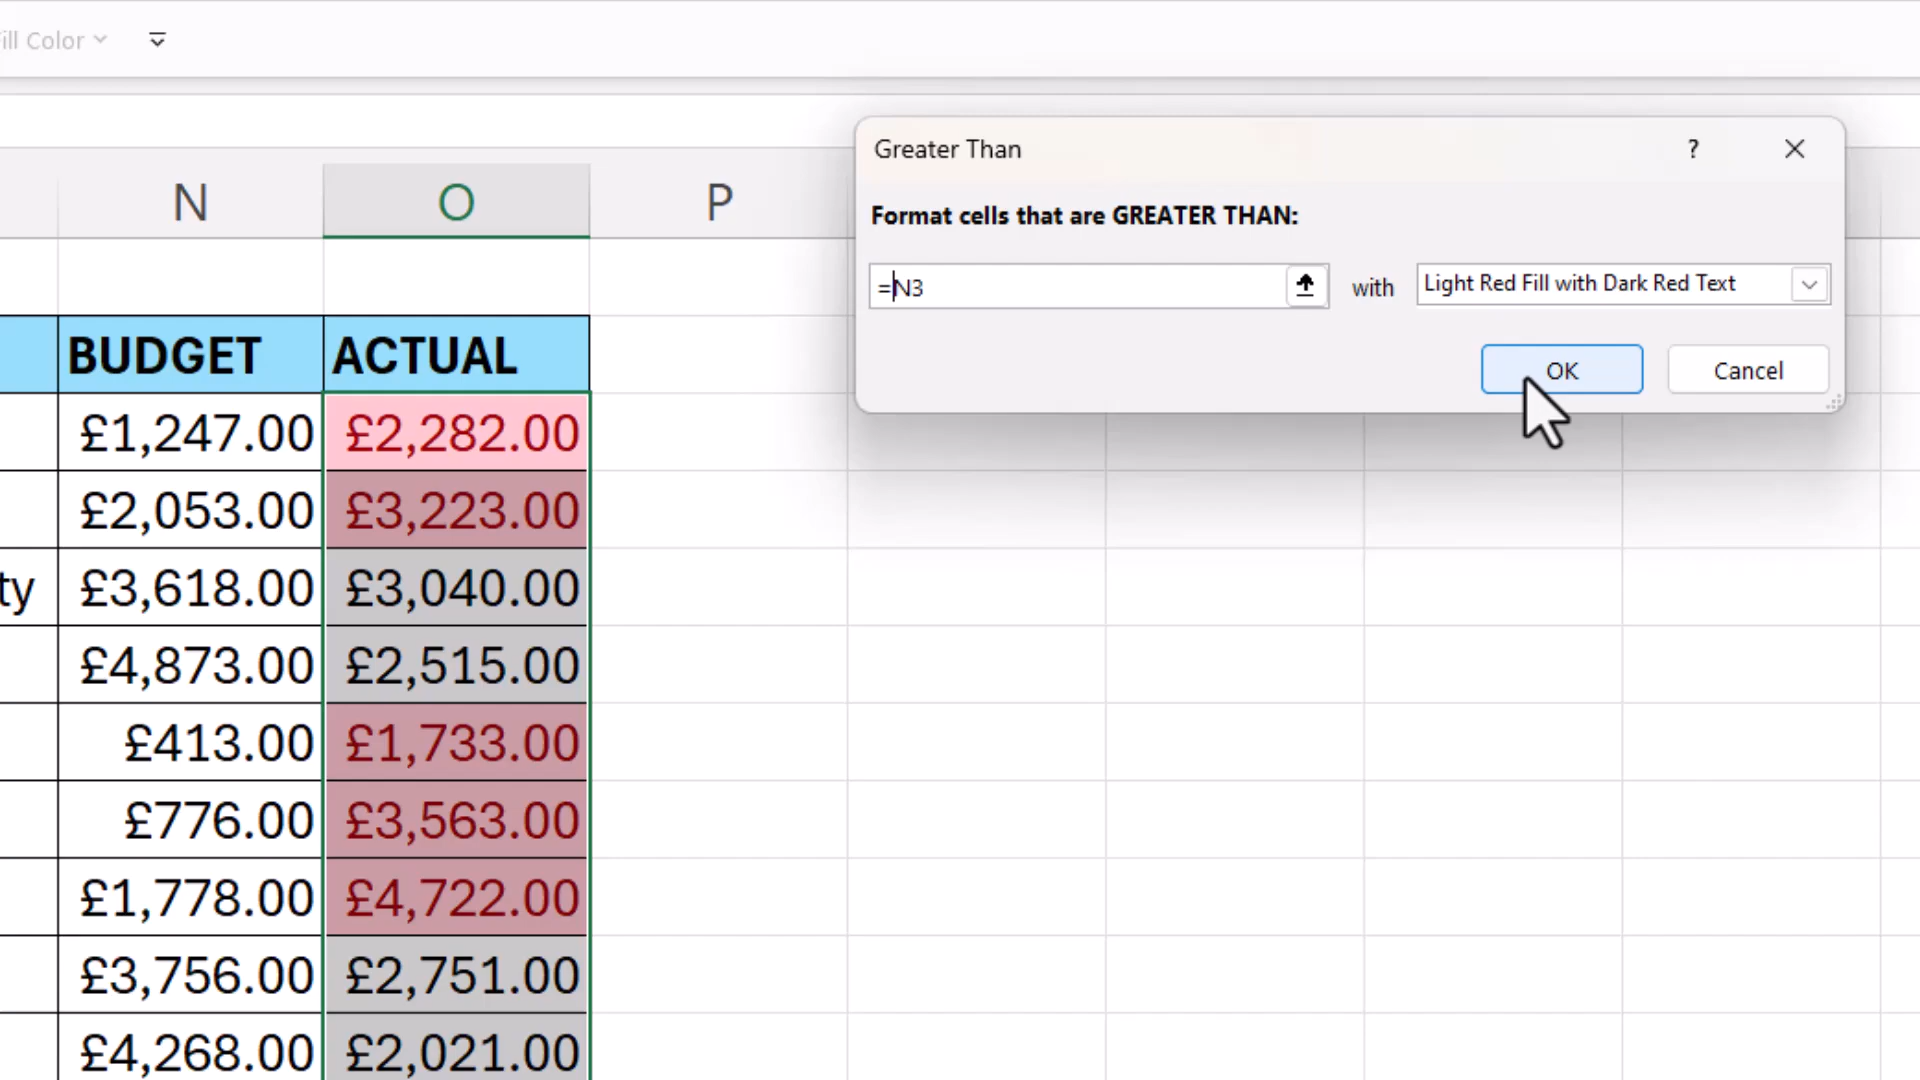 ill Color
N O P
Greater Than ?
Format cells that are GREATER THAN:
=N3 with Light Red Fill with Dark Red Text
OK Cancel
BUDGET ACTUAL
£1,247.00 £2,282.00
£2,053.00 £3,223.00
ty £3,618.00 £3,040.00
£4,873.00 £2,515.00
£413.00 £1,733.00
£776.00 £3,563.00
£1,778.00 £4,722.00
£3,756.00 £2,751.00
£4,268.00 £2,021.00